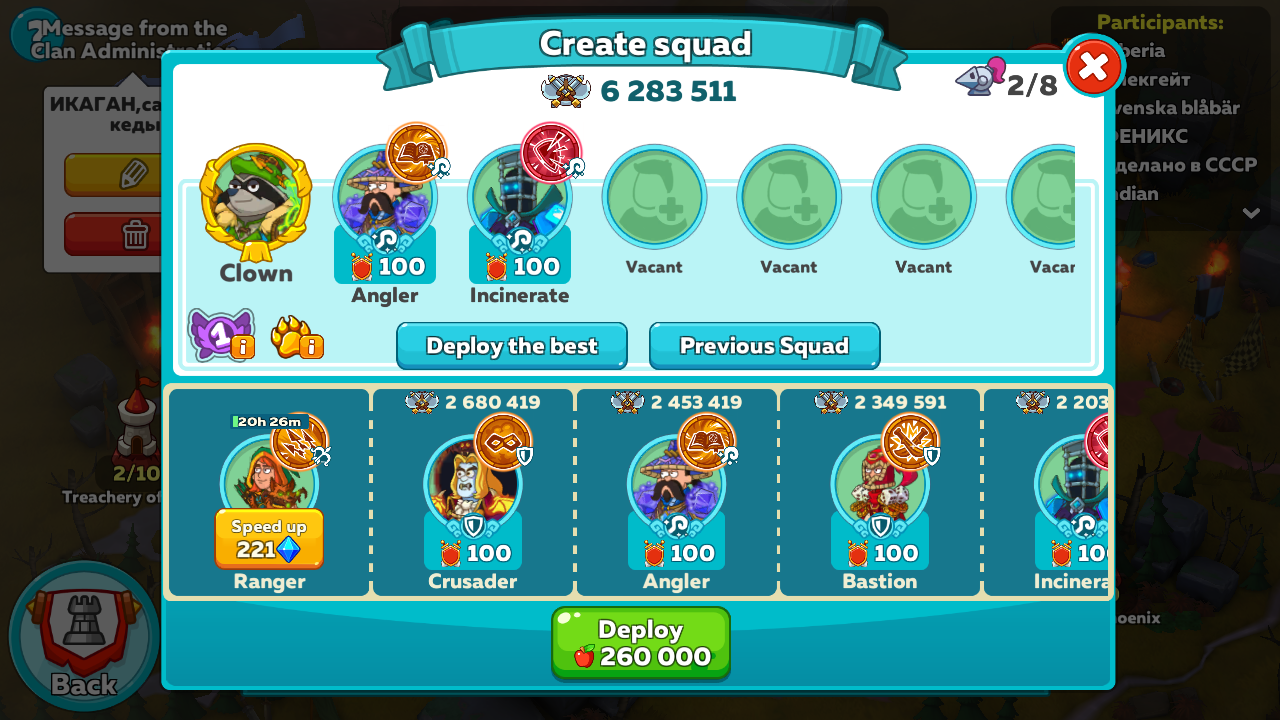 Message from the
Clan Administration
ИКАГАН,са
кеды
Create squad
6 283 511
2/8
Participants:
beria
venska blåbär
ЕНИКС
делано в СССР
dian
Clown
100
Angler
100
Incinerate
Vacant
Vacant
Vacant
Vacar
1
i
i
Deploy the best
Previous Squad
2/10
Treachery of
20h 26m
Speed up
221
Ranger
2 680 419
100
Crusader
2 453 419
100
Angler
2 349 591
100
Bastion
2 203
10
Incinera
Deploy
260 000
Back
oenix